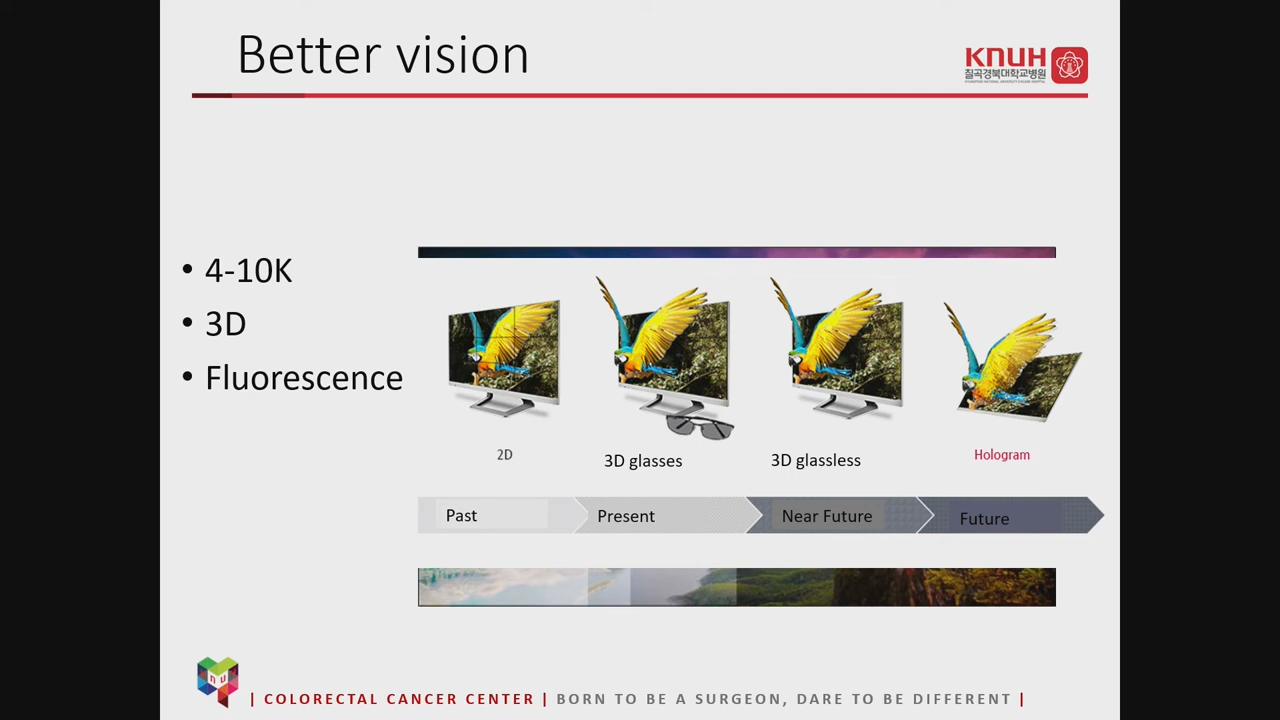 Better vision
KNUH
칠곡경북대학교병원
• 4-10K
• 3D
• Fluorescence
2D
3D glasses
3D glassless
Hologram
Past
Present
Near Future
Future
| COLORECTAL CANCER CENTER | BORN TO BE A SURGEON, DARE TO BE DIFFERENT |